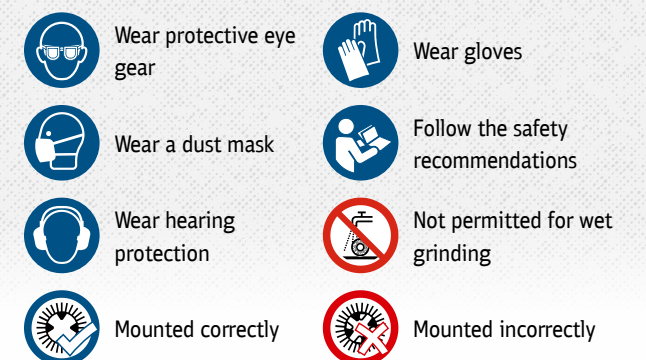 Wear protective eye
gear
Wear gloves
Wear a dust mask
Follow the safety
recommendations
Wear hearing
protection
Not permitted for wet
grinding
Mounted correctly
Mounted incorrectly